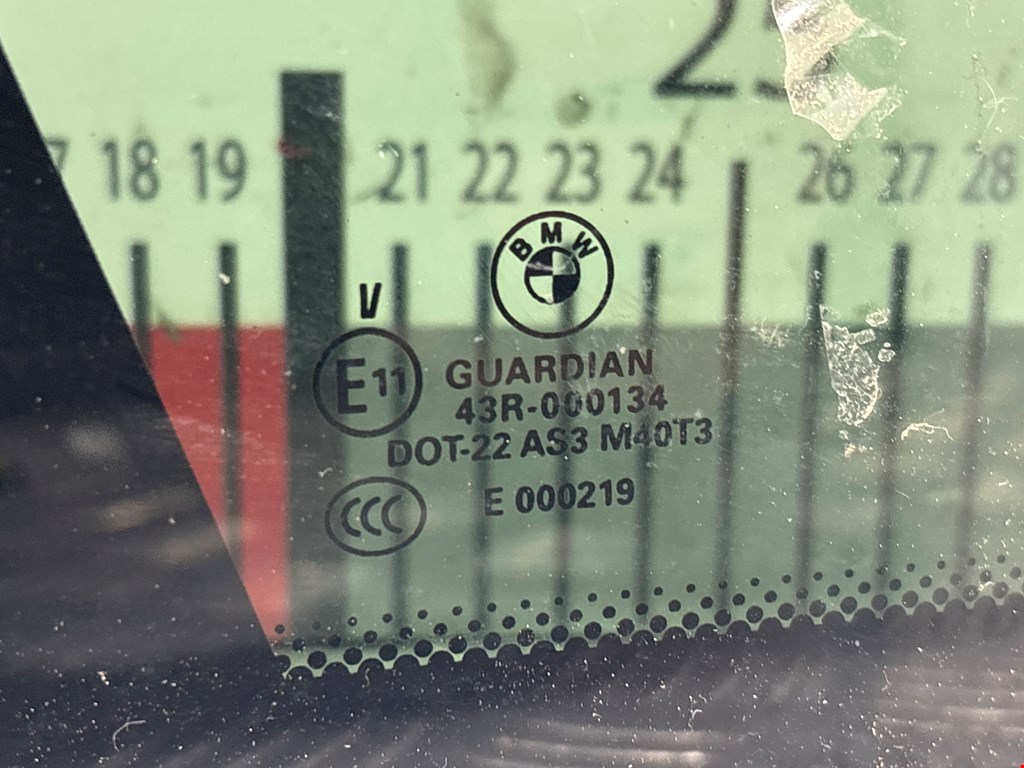 25
18 19 21 22 23 24 26 27 28
BMW
V
E11
GUARDIAN
43R-000134
DOT-22 AS3 M40T3
CCC
E 000219